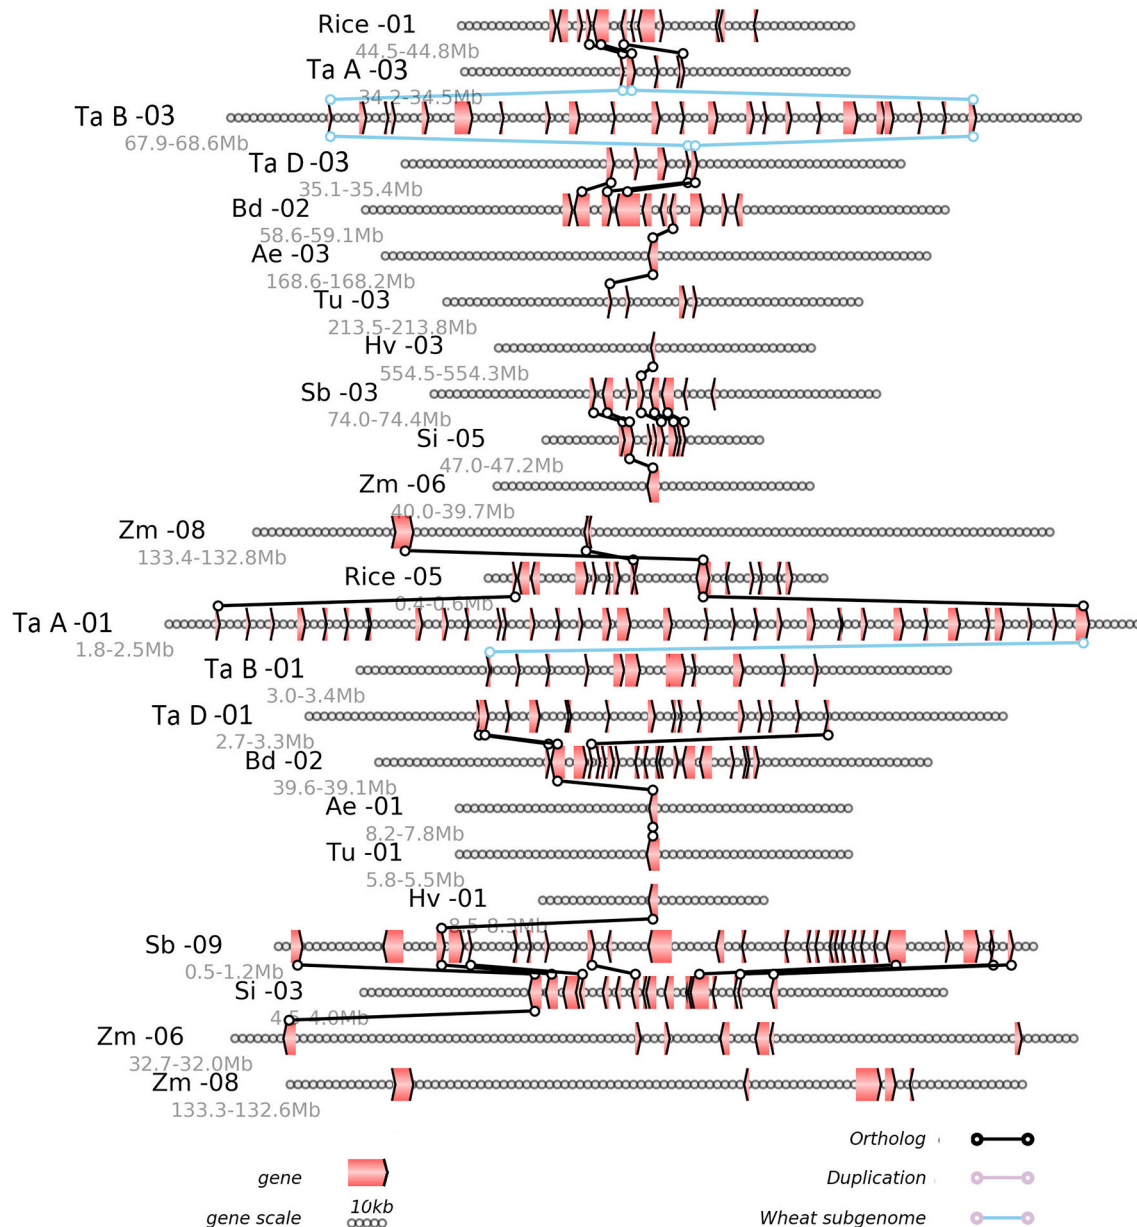 Rice -01
44.5-44.8Mb
Ta A -03
34.2-34.5Mb
Ta B -03
67.9-68.6Mb
Ta D -03
35.1-35.4Mb
Bd -02
58.6-59.1Mb
Ae -03
168.6-168.2Mb
Tu -03
213.5-213.8Mb
Hv -03
554.5-554.3Mb
Sb -03
74.0-74.4Mb
Si -05
47.0-47.2Mb
Zm -06
40.0-39.7Mb
Zm -08
133.4-132.8Mb
Rice -05
0.4-0.6Mb
Ta A -01
1.8-2.5Mb
Ta B -01
3.0-3.4Mb
Ta D -01
2.7-3.3Mb
Bd -02
39.6-39.1Mb
Ae -01
8.2-7.8Mb
Tu -01
5.8-5.5Mb
Hv -01
8.5-8.3Mb
Sb -09
0.5-1.2Mb
Si -03
4.5-4.0Mb
Zm -06
32.7-32.0Mb
Zm -08
133.3-132.6Mb
Ortholog
gene
Duplication
10kb
gene scale
Wheat subgenome